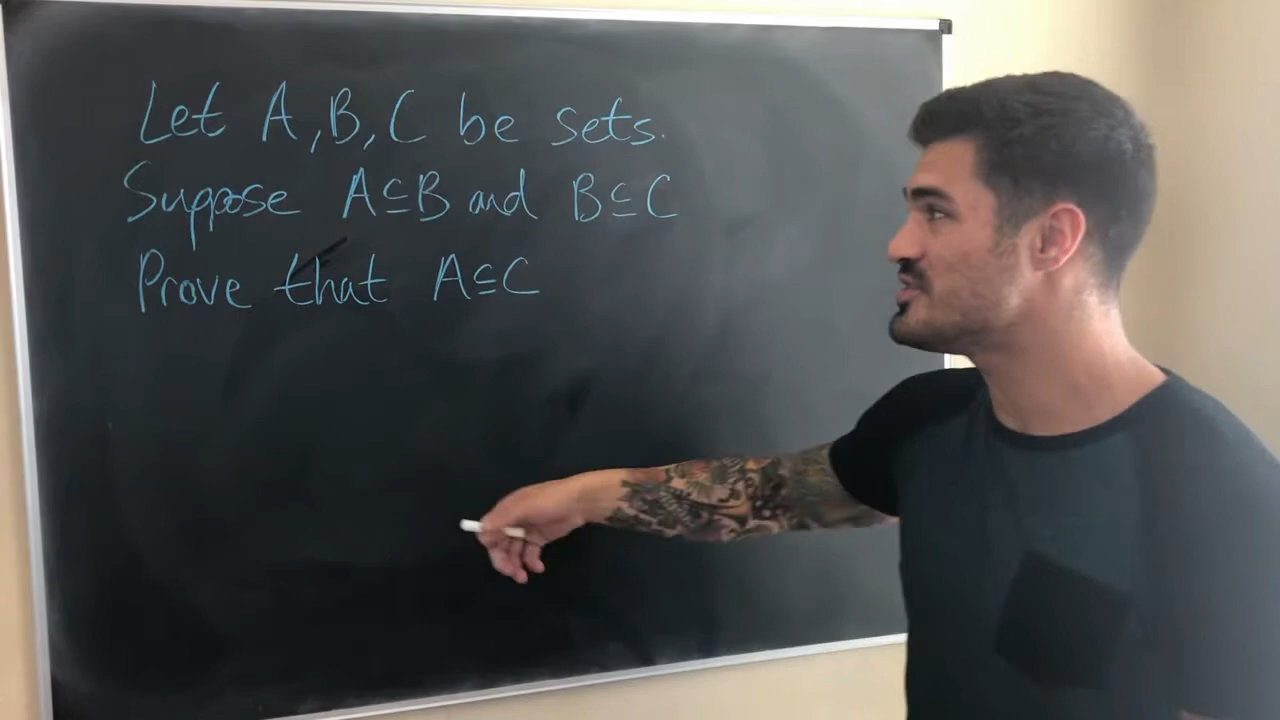 Let A, B, C be sets.
Suppose A⊆B and B⊆C
Prove that A⊆C